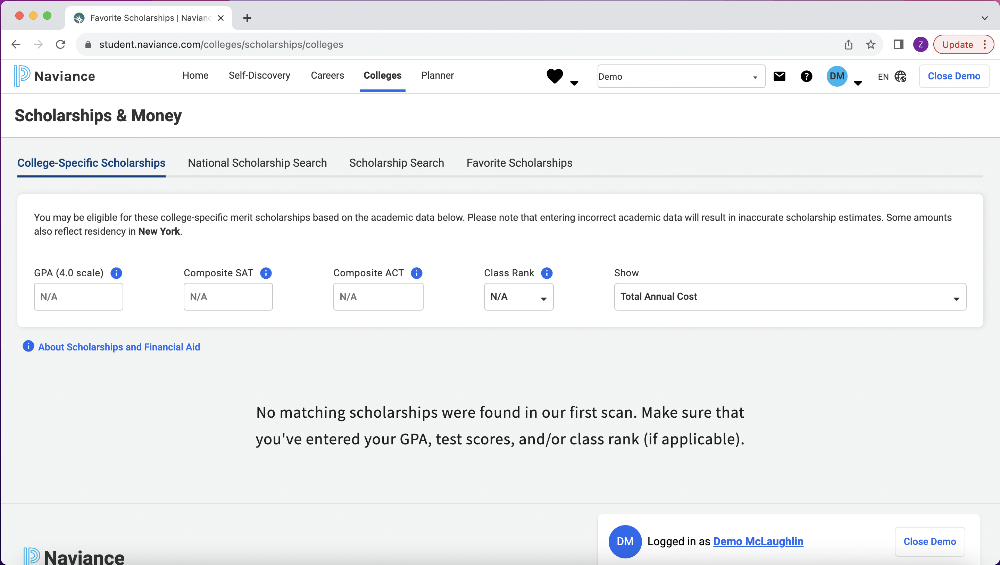 Favorite Scholarships | Navianc
student.naviance.com/colleges/scholarships/colleges
Z
Update
Naviance
Home
Self-Discovery
Careers
Colleges
Planner
Demo
DM
EN
Close Demo
Scholarships & Money
College-Specific Scholarships
National Scholarship Search
Scholarship Search
Favorite Scholarships
You may be eligible for these college-specific merit scholarships based on the academic data below. Please note that entering incorrect academic data will result in inaccurate scholarship estimates. Some amounts
also reflect residency in New York.
GPA (4.0 scale)
Composite SAT
Composite ACT
Class Rank
Show
N/A
N/A
N/A
N/A
Total Annual Cost
About Scholarships and Financial Aid
No matching scholarships were found in our first scan. Make sure that
you've entered your GPA, test scores, and/or class rank (if applicable).
DM
Logged in as Demo McLaughlin
Close Demo
Naviance